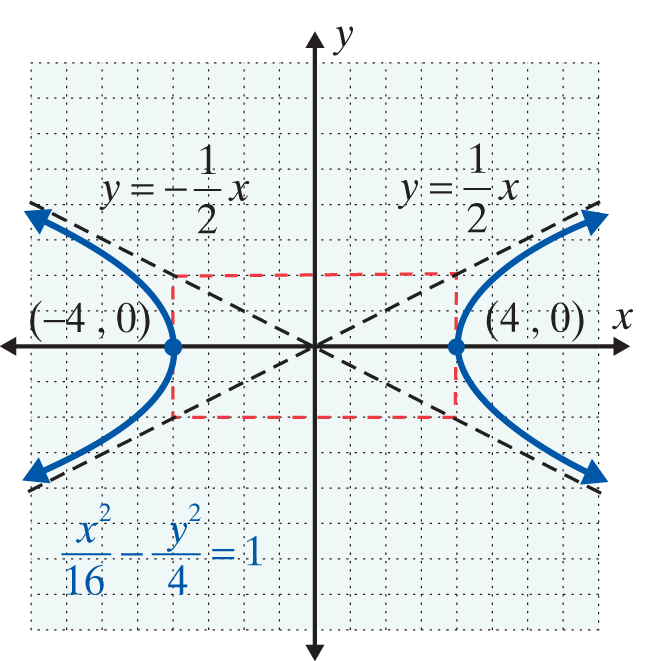 y
y = -1/2 x
y = 1/2 x
(–4 , 0)
(4 , 0)
x
x²/16 – y²/4 = 1